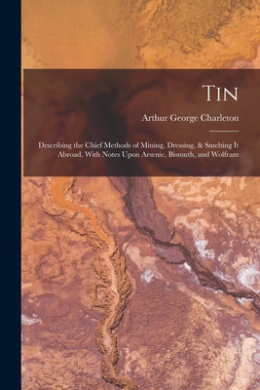 Tin
Arthur George Charleton
Describing the Chief Methods of Mining, Dressing, & Smelting It
Abroad. With Notes Upon Arsenic, Bismuth, and Wolfram